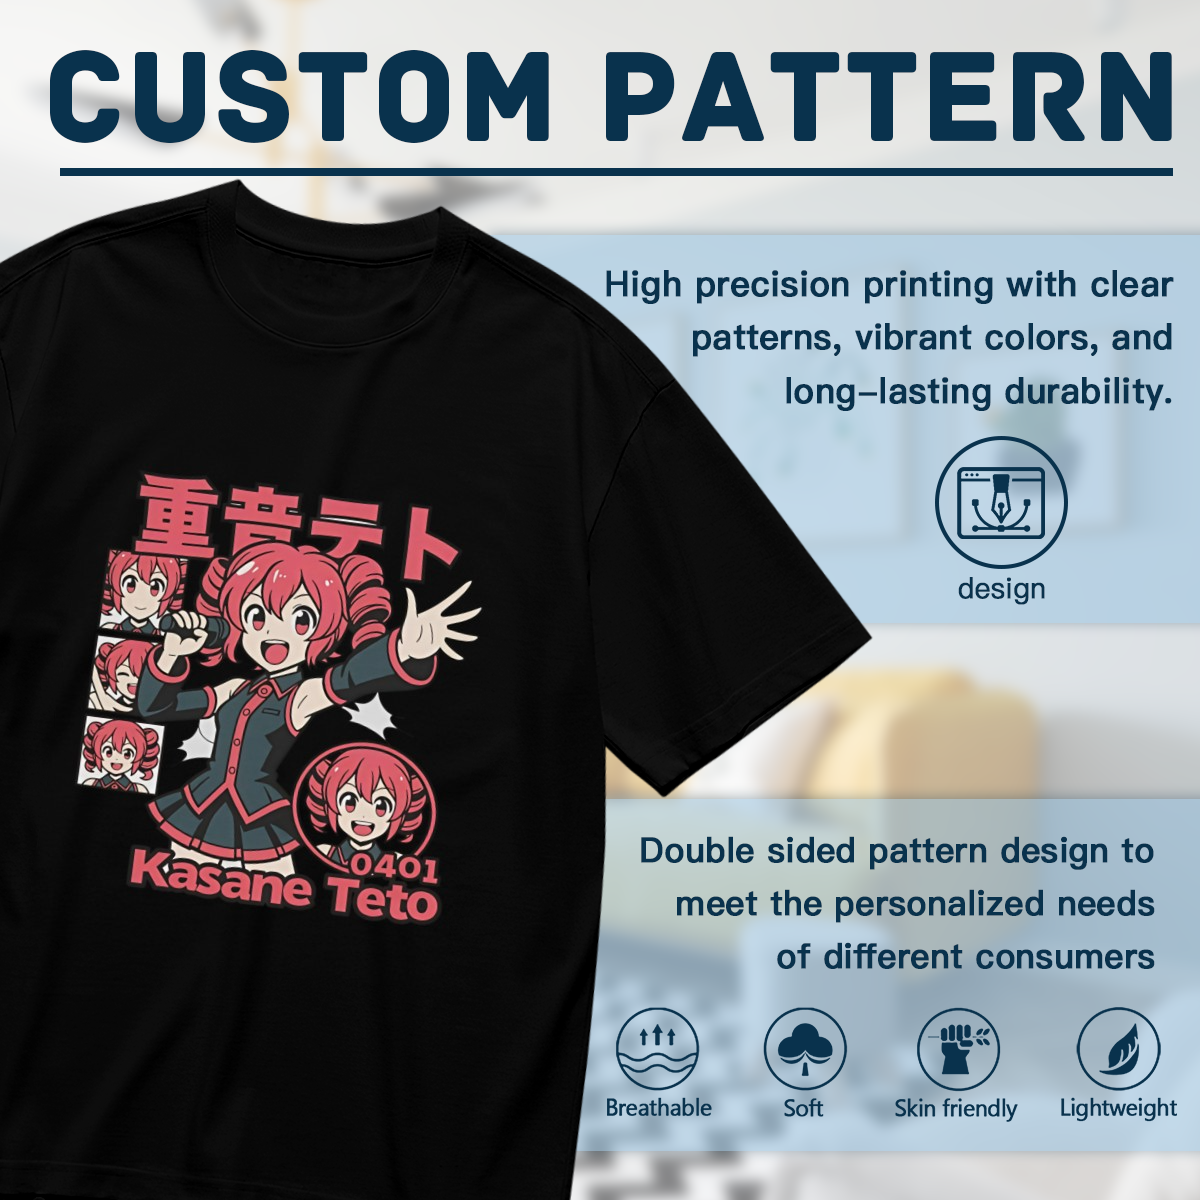 CUSTOM PATTERN
High precision printing with clear
patterns, vibrant colors, and
long-lasting durability.
design
重音テト
0401
Kasane Teto
Double sided pattern design to
meet the personalized needs
of different consumers
Breathable
Soft
Skin friendly
Lightweight